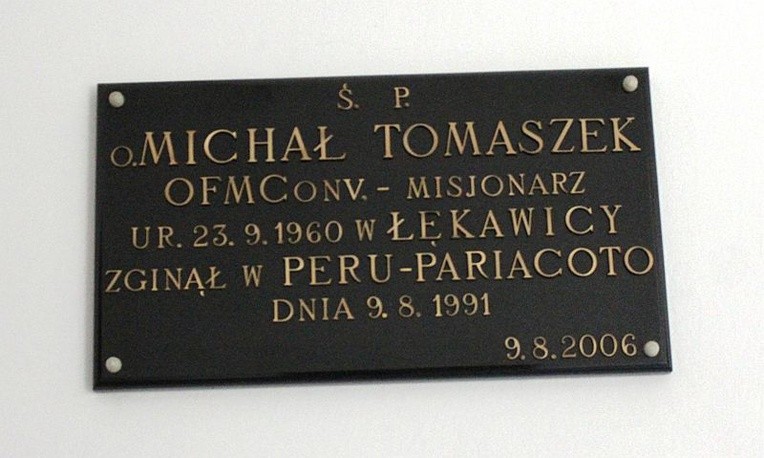 Ś. P.
O. MICHAŁ TOMASZEK
OFMCONV. - MISJONARZ
UR. 23. 9. 1960 W ŁĘKAWICY
ZGINĄŁ W PERU-PARIACOTO
DNIA 9. 8. 1991
9. 8. 2006